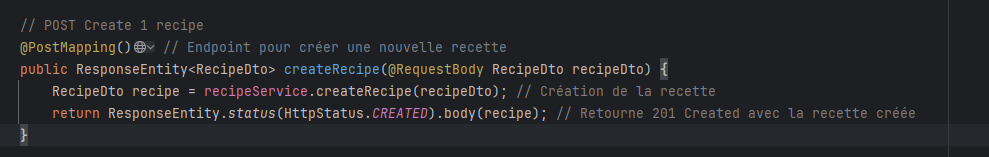 // POST Create 1 recipe
@PostMapping() // Endpoint pour créer une nouvelle recette
public ResponseEntity<RecipeDto> createRecipe(@RequestBody RecipeDto recipeDto) {
RecipeDto recipe = recipeService.createRecipe(recipeDto); // Création de la recette
return ResponseEntity.status(HttpStatus.CREATED).body(recipe); // Retourne 201 Created avec la recette créée
}